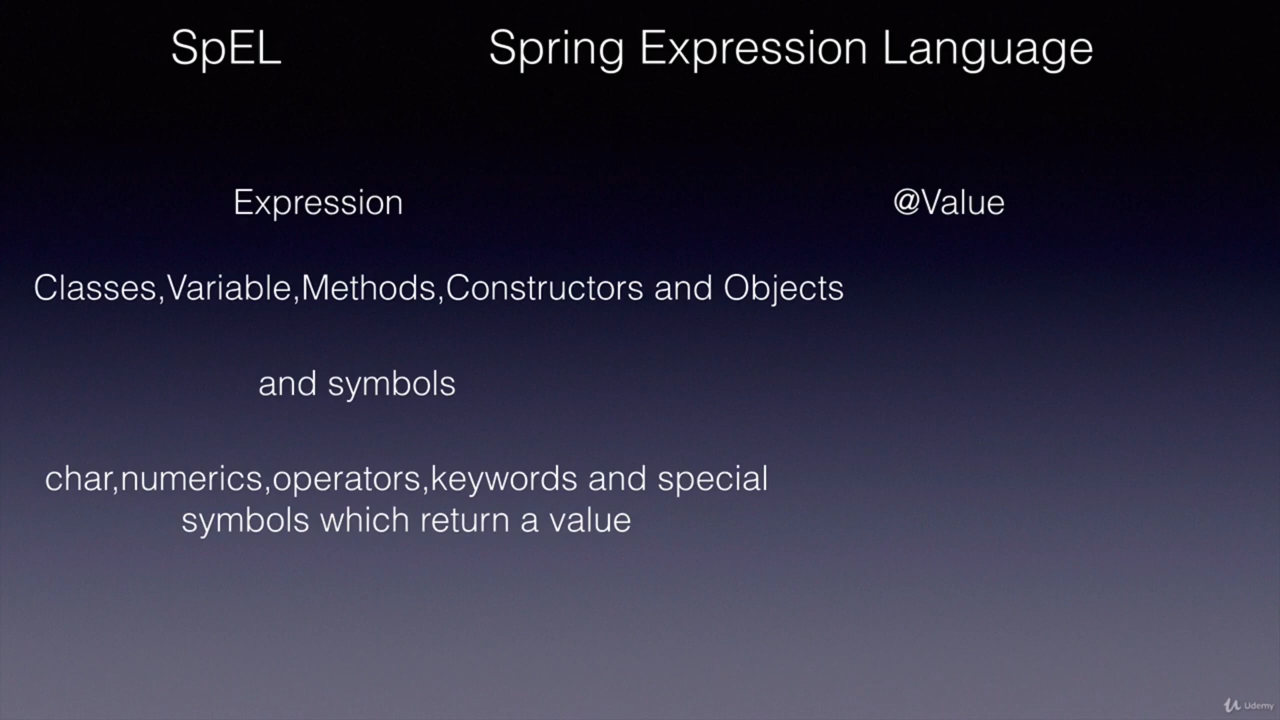 SpEL Spring Expression Language
Expression @Value
Classes,Variable,Methods,Constructors and Objects
and symbols
char,numerics,operators,keywords and special
symbols which return a value
Udemy